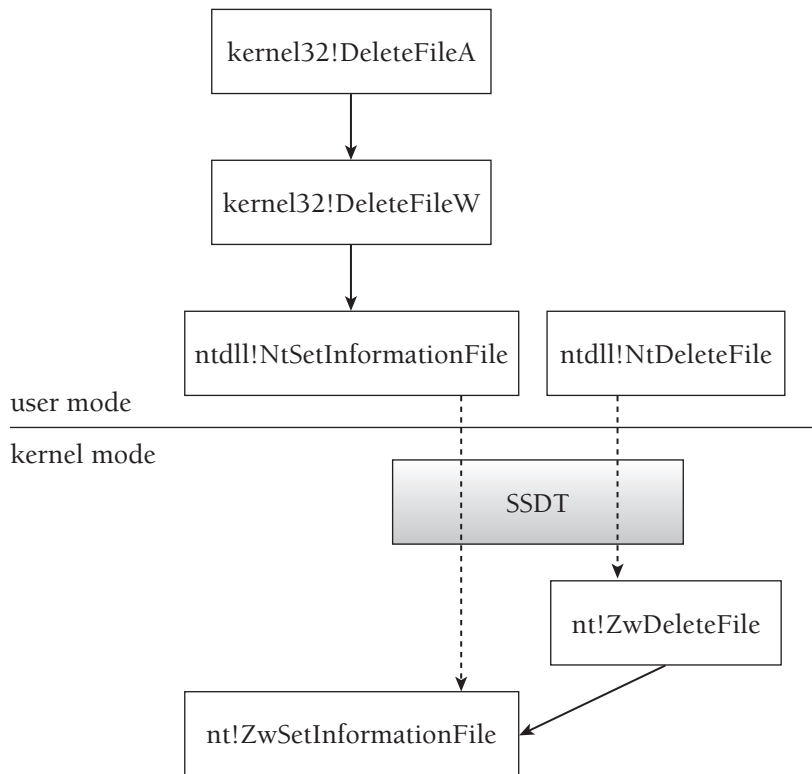 kernel32!DeleteFileA
kernel32!DeleteFileW
ntdll!NtSetInformationFile
ntdll!NtDeleteFile
user mode
kernel mode
SSDT
nt!ZwDeleteFile
nt!ZwSetInformationFile